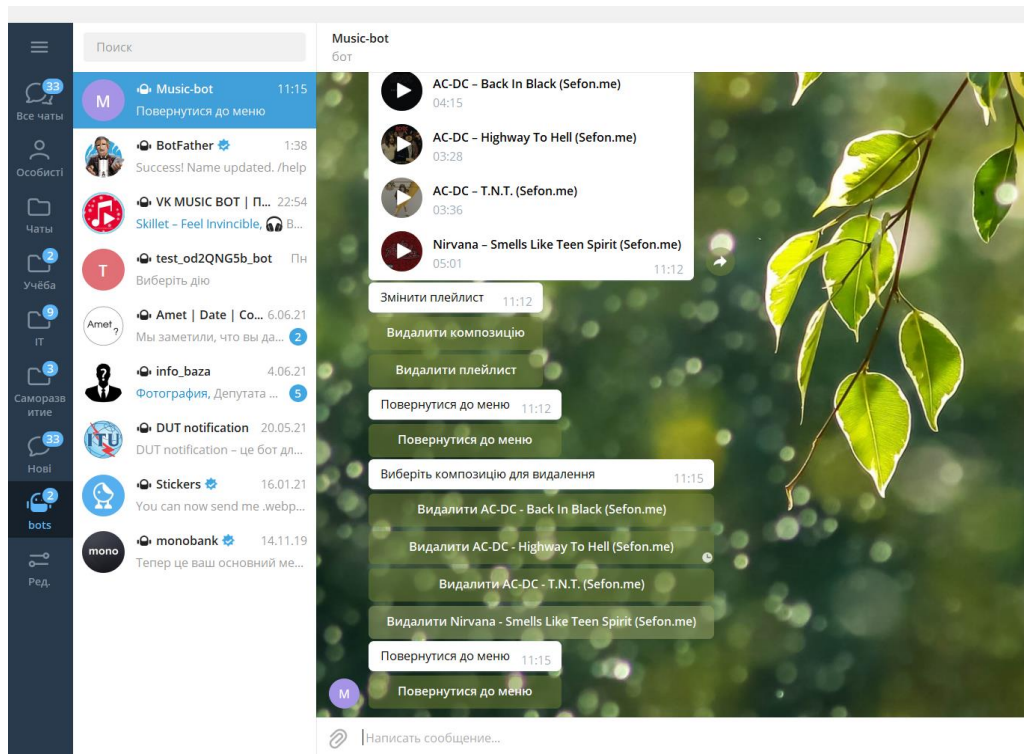 Поиск
33
Все чаты
Особисті
Чаты
2
Учёба
9
IT
3
Саморазв
итие
33
Нові
2
bots
Ред.
M
Music-bot 11:15
Повернутися до меню
BotFather 1:38
Success! Name updated. /help
VK MUSIC BOT | П... 22:54
Skillet – Feel Invincible, 🎧 В...
T
test_od2QNG5b_bot Пн
Виберіть дію
Amet ?
Amet | Date | Co... 6.06.21
Мы заметили, что вы да... 2
?
info_baza 4.06.21
Фотография, Депутата ... 5
ITU
DUT notification 20.05.21
DUT notification – це бот дл...
Stickers 16.01.21
You can now send me .webp...
mono
monobank 14.11.19
Тепер це ваш основний ме...
Music-bot
бот
AC-DC – Back In Black (Sefon.me)
04:15
AC-DC – Highway To Hell (Sefon.me)
03:28
AC-DC – T.N.T. (Sefon.me)
03:36
Nirvana – Smells Like Teen Spirit (Sefon.me)
05:01
11:12
Змінити плейлист 11:12
Видалити композицію
Видалити плейлист
Повернутися до меню 11:12
Повернутися до меню
Виберіть композицію для видалення 11:15
Видалити AC-DC - Back In Black (Sefon.me)
Видалити AC-DC - Highway To Hell (Sefon.me)
Видалити AC-DC - T.N.T. (Sefon.me)
Видалити Nirvana - Smells Like Teen Spirit (Sefon.me)
Повернутися до меню 11:15
M
Повернутися до меню
Написать сообщение...